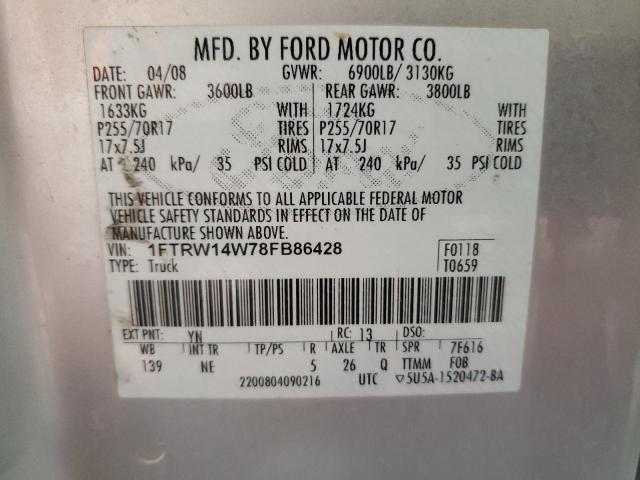 MFD. BY FORD MOTOR CO.
DATE: 04/08 GVWR: 6900LB/ 3130KG
FRONT GAWR: 3600LB REAR GAWR: 3800LB
1633KG WITH 1724KG WITH
P255/70R17 TIRES P255/70R17 TIRES
17x7.5J RIMS 17x7.5J RIMS
AT 240 kPa/ 35 PSI COLD AT 240 kPa/ 35 PSI COLD
THIS VEHICLE CONFORMS TO ALL APPLICABLE FEDERAL MOTOR
VEHICLE SAFETY STANDARDS IN EFFECT ON THE DATE OF
MANUFACTURE SHOWN ABOVE.
VIN: 1FTRW14W78FB86428 F0118
TYPE: Truck T0659
EXT PNT: YN RC: 13 DSO:
WB INT TR TP/PS R AXLE TR SPR 7F616
139 NE 5 26 Q TTMM F0B
2200804090216 UTC ▽5U5A-1520472-BA